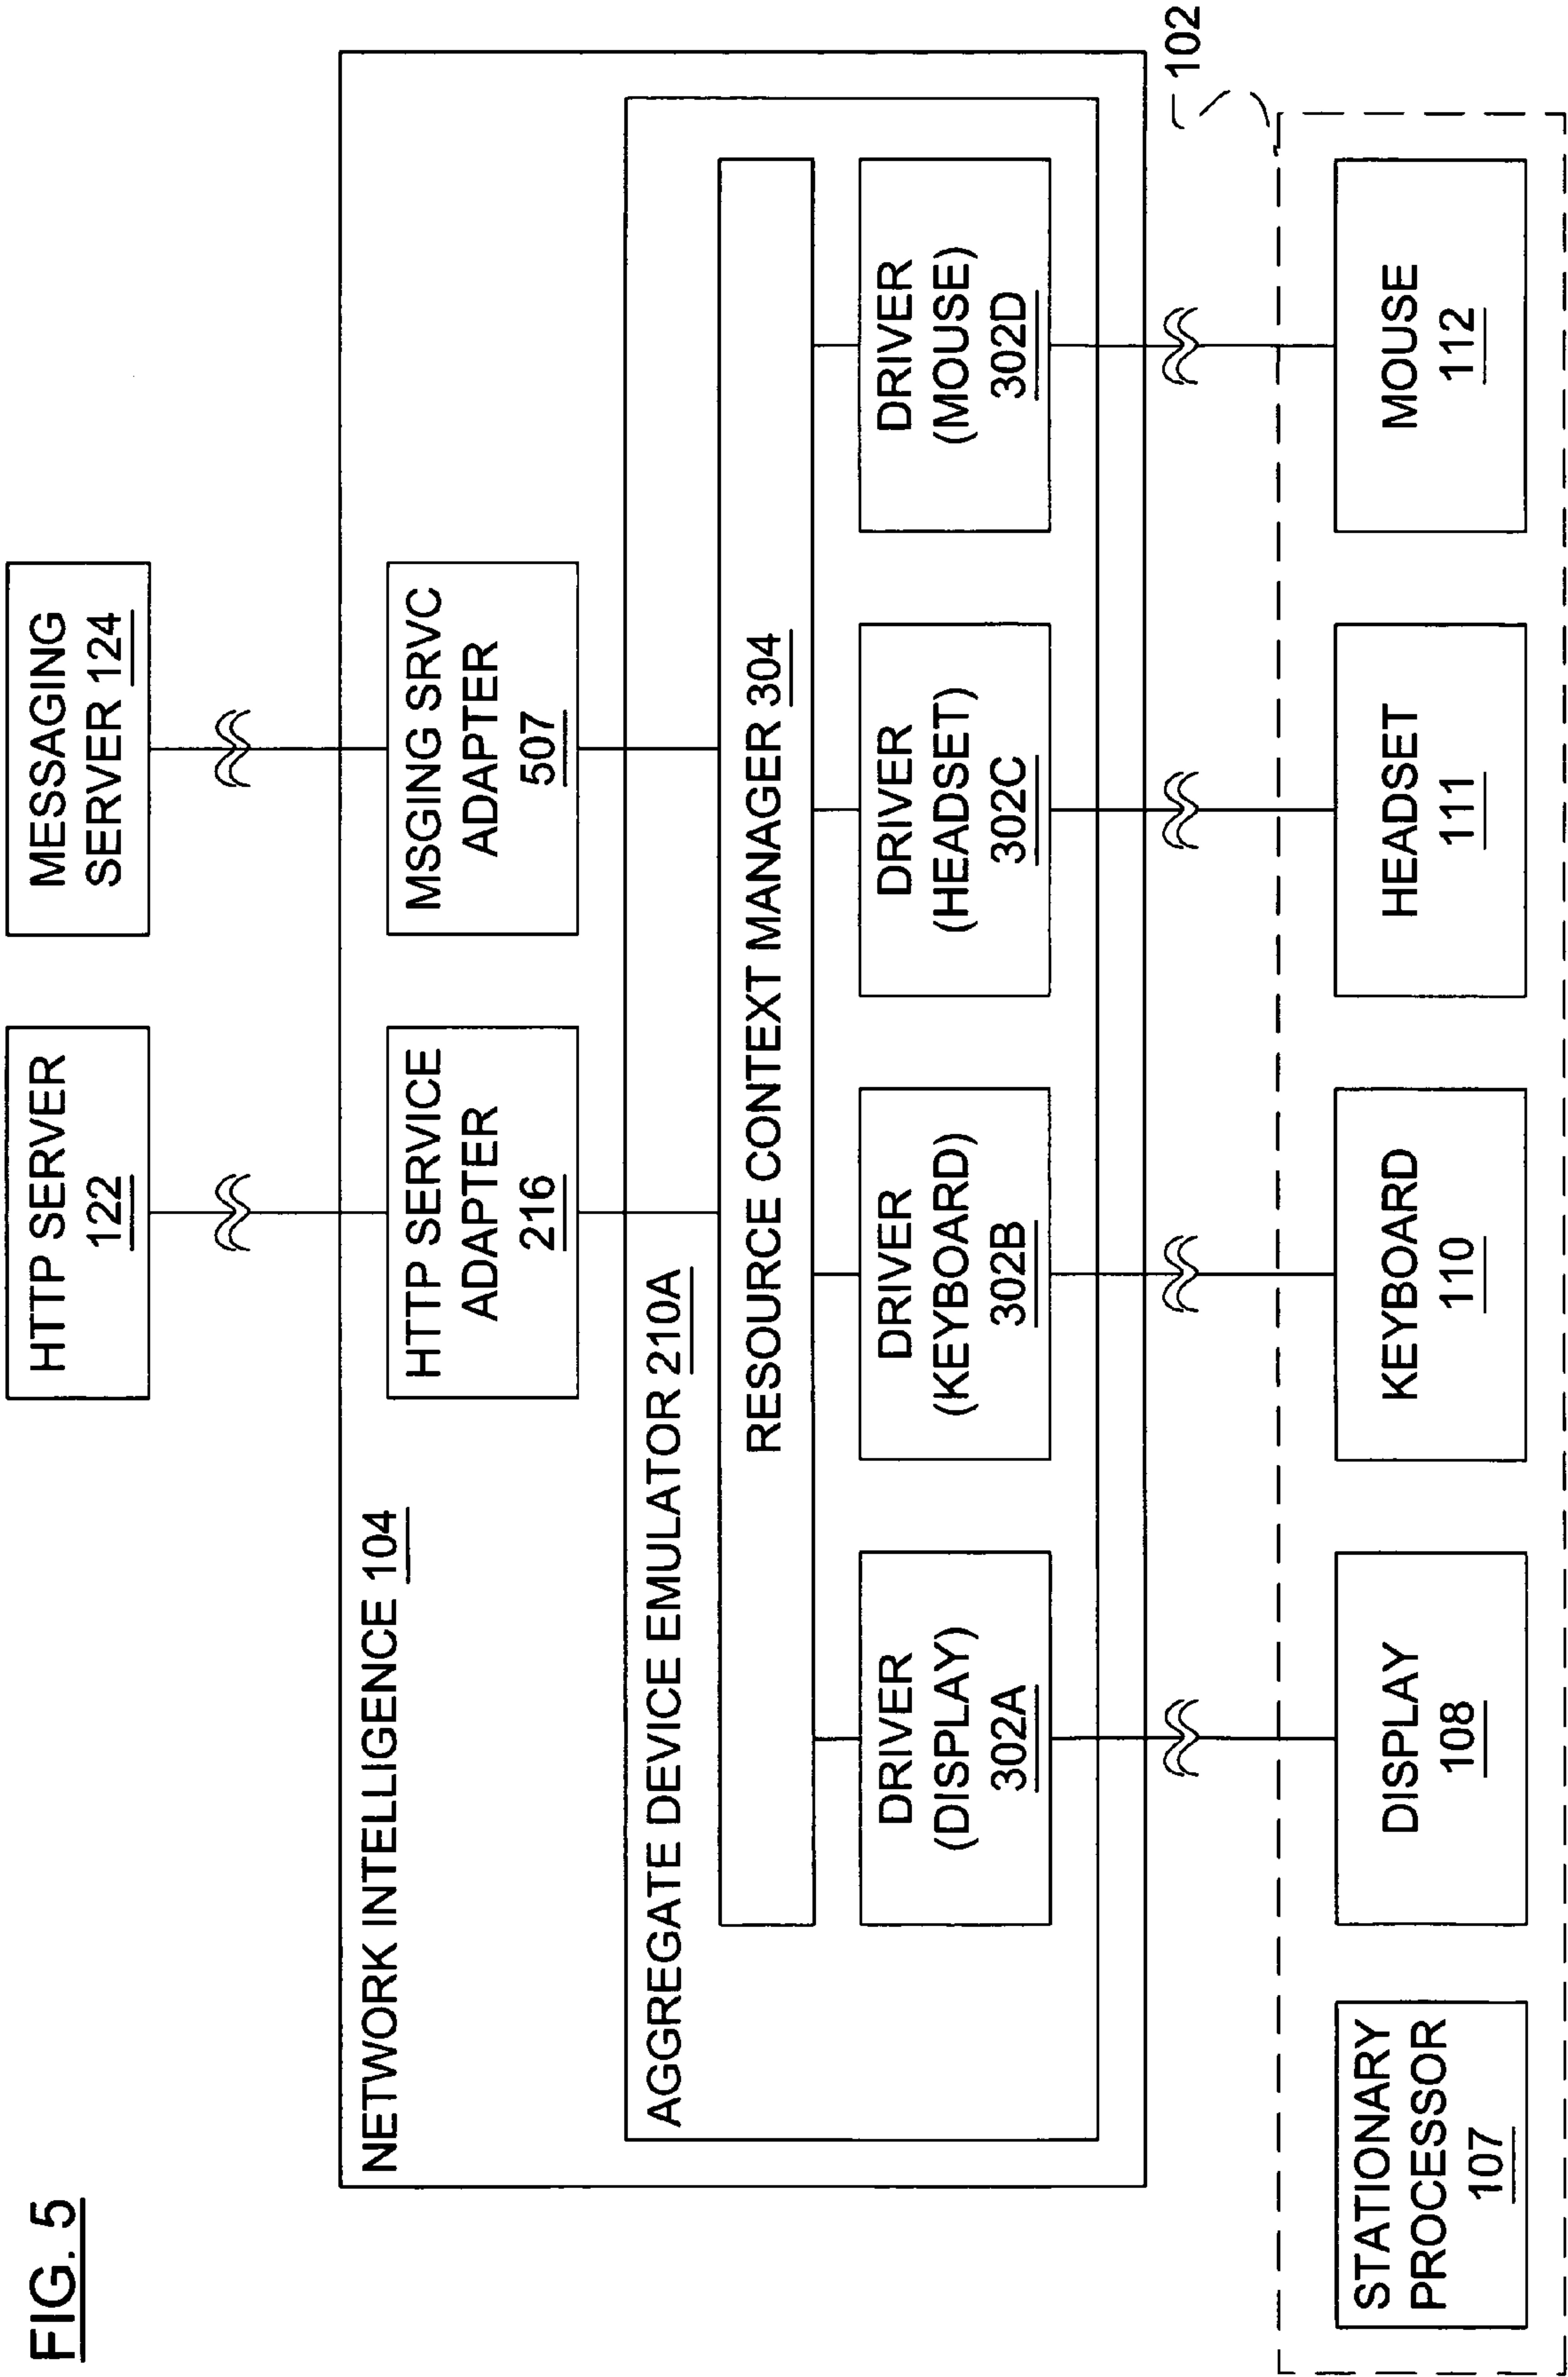 FIG. 5
HTTP SERVER
122
MESSAGING
SERVER 124
NETWORK INTELLIGENCE 104
HTTP SERVICE
ADAPTER
216
MSGING SRVC
ADAPTER
507
AGGREGATE DEVICE EMULATOR 210A
RESOURCE CONTEXT MANAGER 304
DRIVER
(DISPLAY)
302A
DRIVER
(KEYBOARD)
302B
DRIVER
(HEADSET)
302C
DRIVER
(MOUSE)
302D
102
STATIONARY
PROCESSOR
107
DISPLAY
108
KEYBOARD
110
HEADSET
111
MOUSE
112